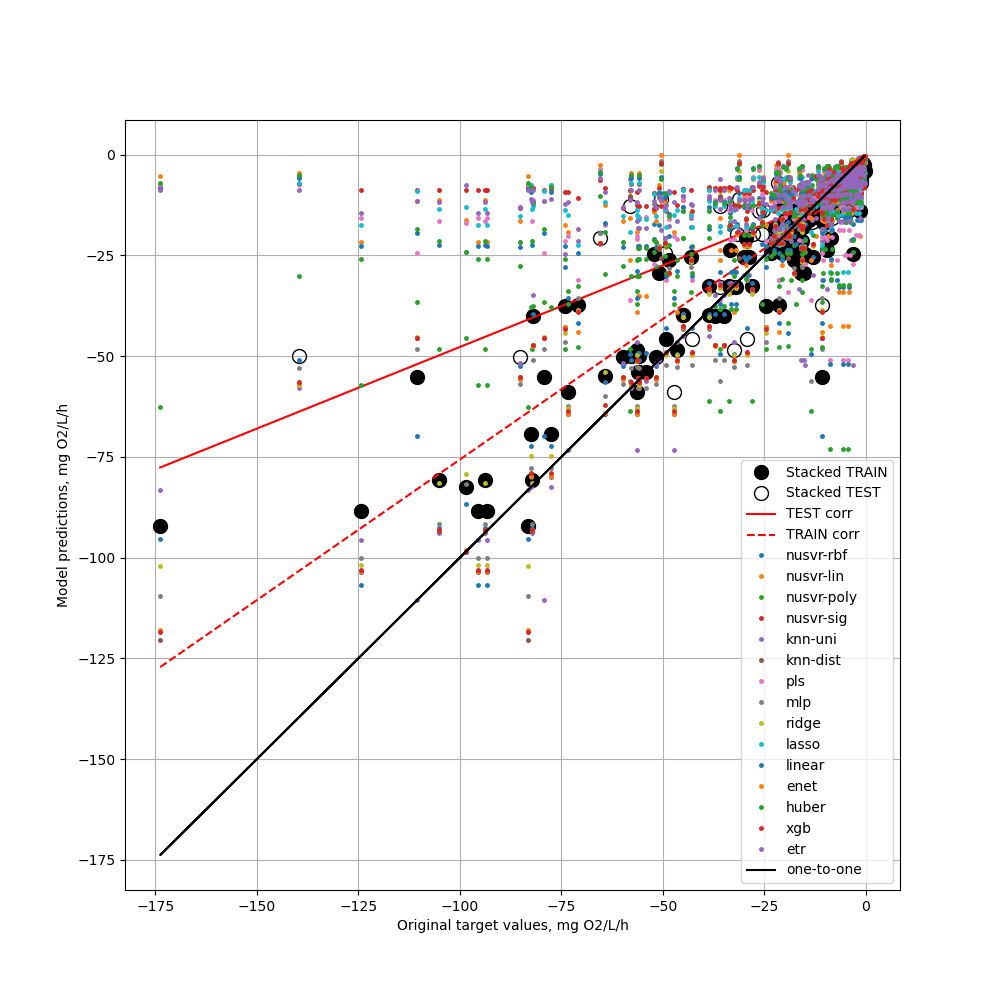 0
−25
−50
−75
−100
−125
−150
−175
Model predictions, mg O2/L/h
−175
−150
−125
−100
−75
−50
−25
0
Original target values, mg O2/L/h
Stacked TRAIN
Stacked TEST
TEST corr
TRAIN corr
nusvr-rbf
nusvr-lin
nusvr-poly
nusvr-sig
knn-uni
knn-dist
pls
mlp
ridge
lasso
linear
enet
huber
xgb
etr
one-to-one